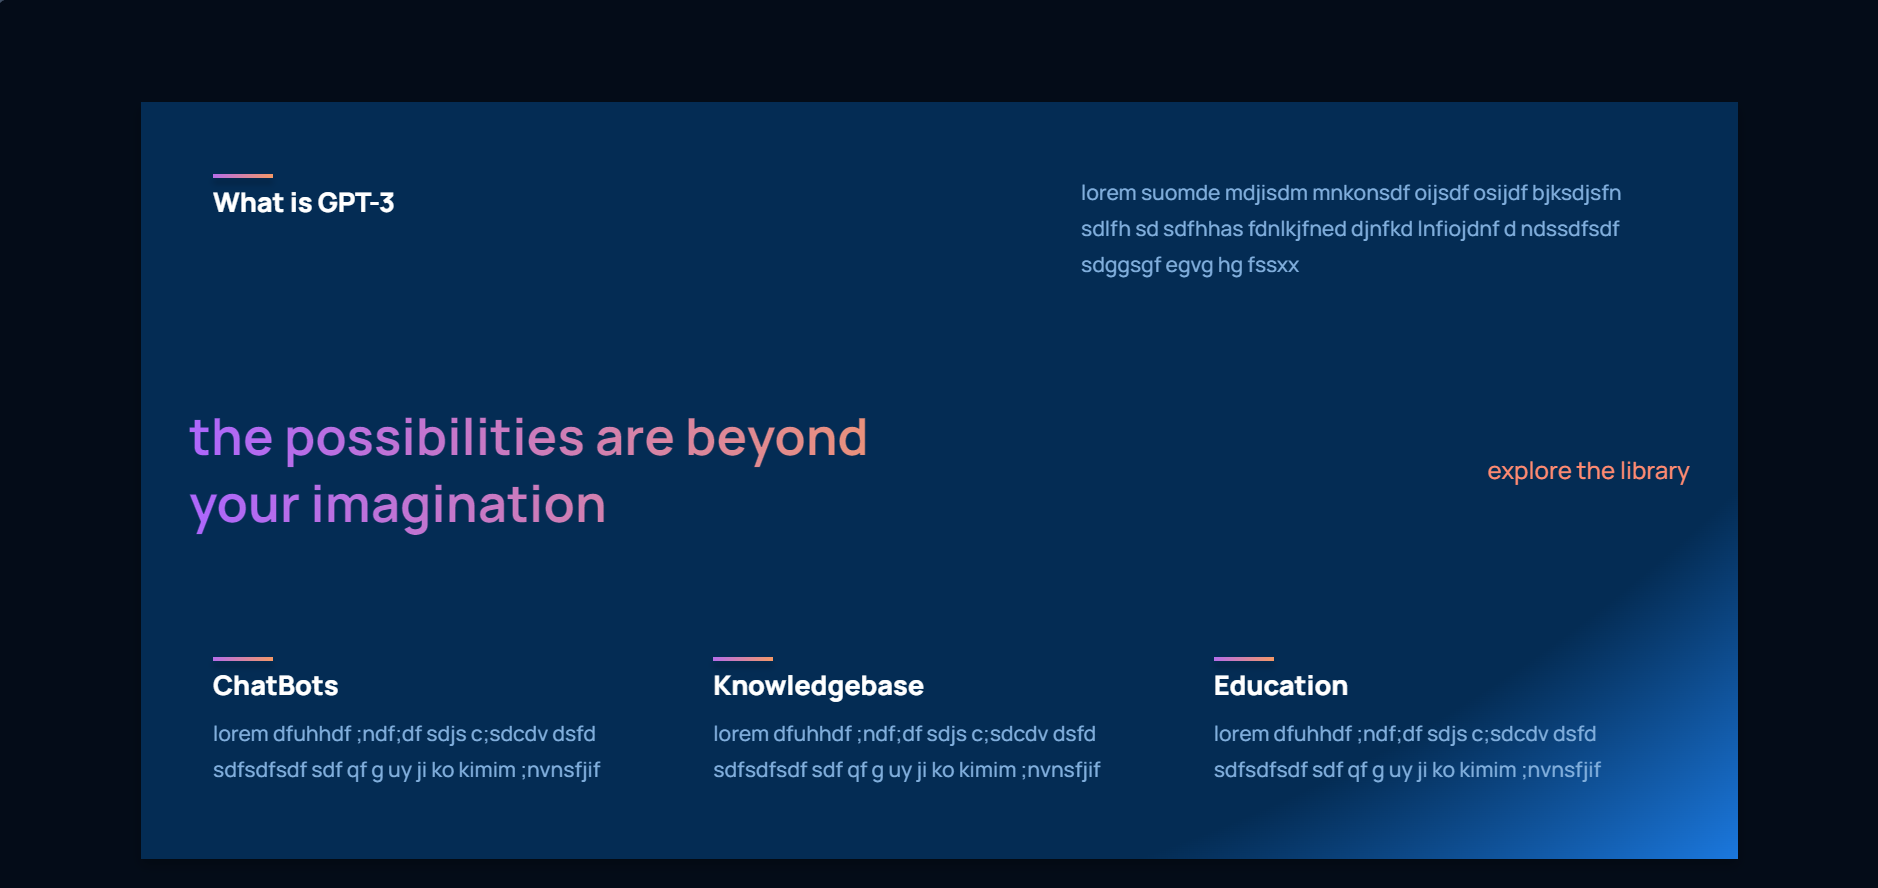 What is GPT-3
lorem suomde mdjisdm mnkonsdf oijsdf osijdf bjksdjsfn
sdlfh sd sdfhhas fdnlkjfned djnfkd lnfiojdnf d ndssdfsdf
sdggsgf egvg hg fssxx
the possibilities are beyond
your imagination
explore the library
ChatBots
lorem dfuhhdf ;ndf;df sdjs c;sdcdv dsfd
sdfsdfsdf sdf qf g uy ji ko kimim ;nvnsfjif
Knowledgebase
lorem dfuhhdf ;ndf;df sdjs c;sdcdv dsfd
sdfsdfsdf sdf qf g uy ji ko kimim ;nvnsfjif
Education
lorem dfuhhdf ;ndf;df sdjs c;sdcdv dsfd
sdfsdfsdf sdf qf g uy ji ko kimim ;nvnsfjif